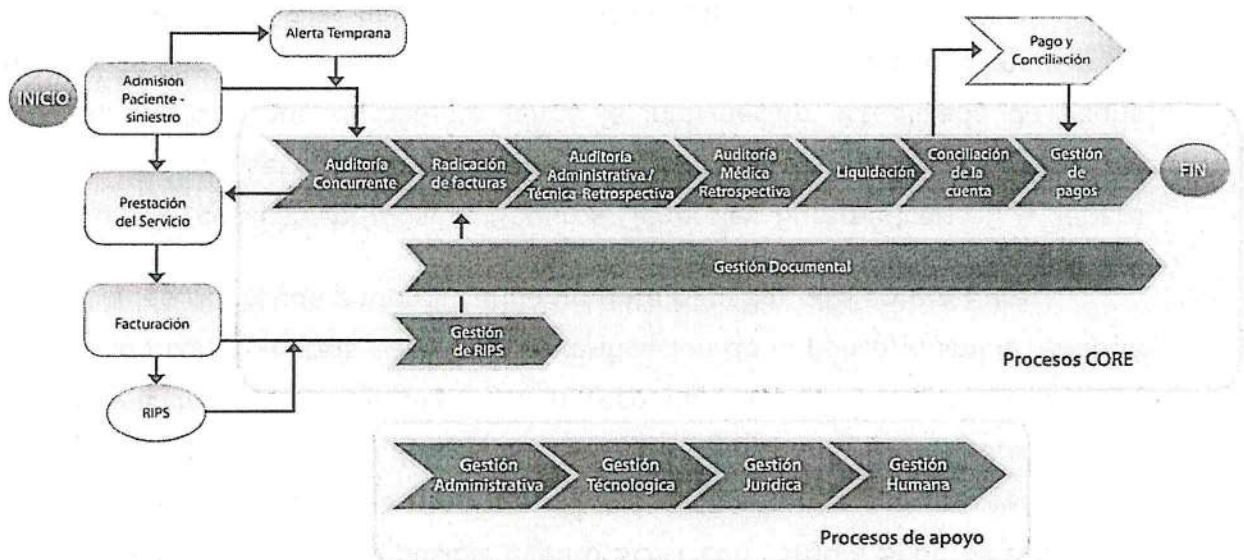 Alerta Temprana
Pago y
Conciliación
INICIO
Admisión
Paciente -
siniestro
Auditoría
Concurrente
Radicación
de facturas
Auditoría
Administrativa /
Técnica Retrospectiva
Auditoría
Médica
Retrospectiva
Liquidación
Conciliación
de la
cuenta
Gestión
de
pagos
FIN
Prestación
del Servicio
Gestión Documental
Facturación
Gestión
de RIPS
Procesos CORE
RIPS
Gestión
Administrativa
Gestión
Técnologica
Gestión
Jurídica
Gestión
Humana
Procesos de apoyo